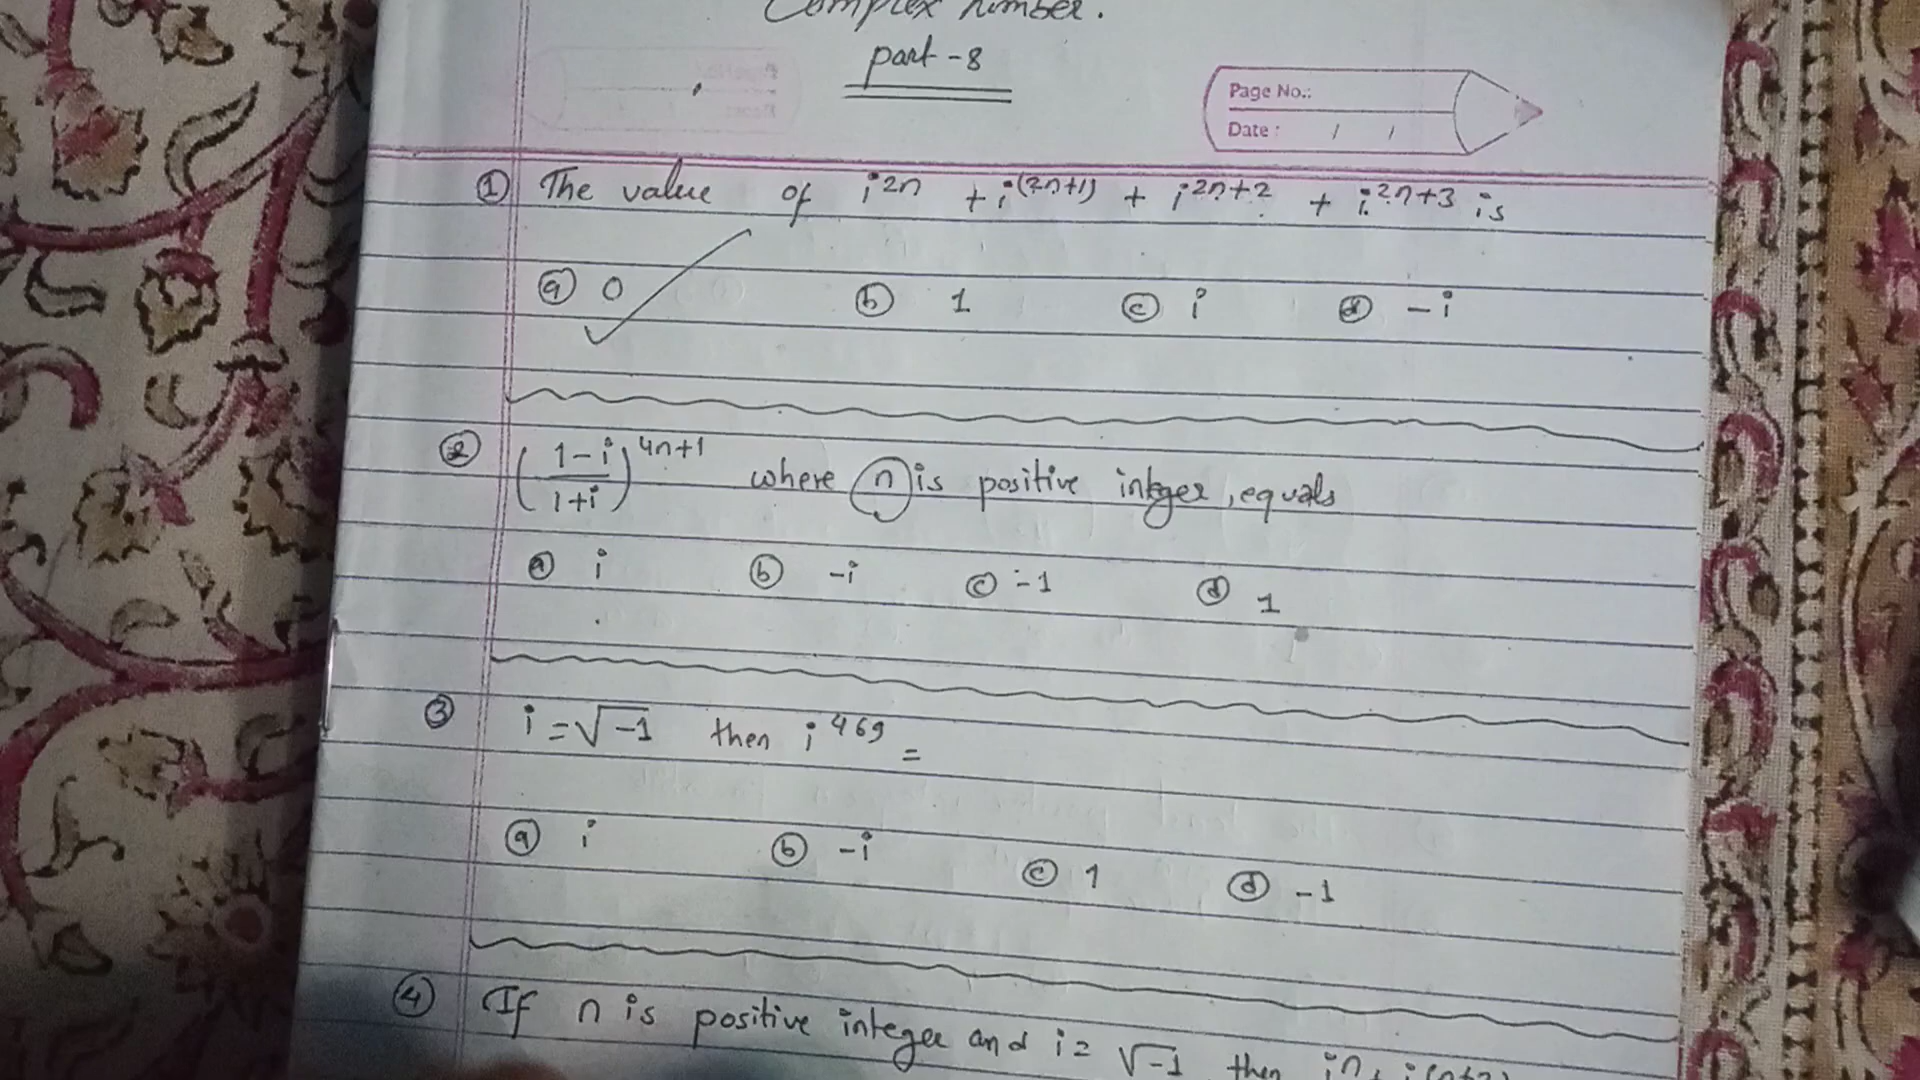 Complex number.
part-8
Page No.:
Date: / /
① The value of i^2n + i^(2n+1) + i^2n+2 + i^2n+3 is
ⓐ 0 ⓑ 1 ⓒ i ⓓ -i
② (1-i/1+i)^4n+1 where n is positive integer, equals
ⓐ i ⓑ -i ⓒ -1 ⓓ 1
③ i = √-1 then i^469 =
ⓐ i ⓑ -i ⓒ 1 ⓓ -1
④ If n is positive integer and i = √-1 then